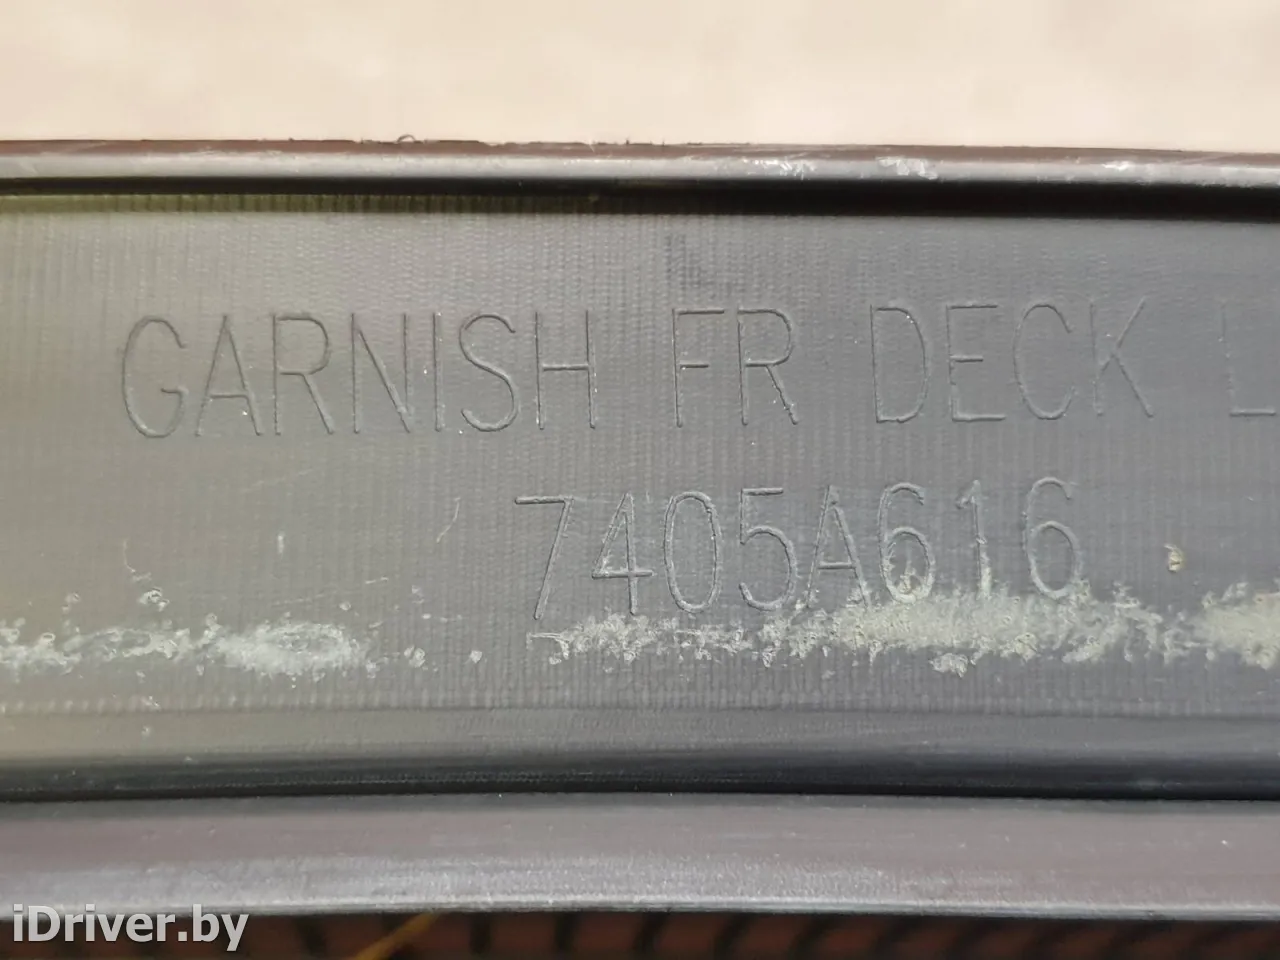 GARNISH FR DECK L
7405A616
iDriver.by